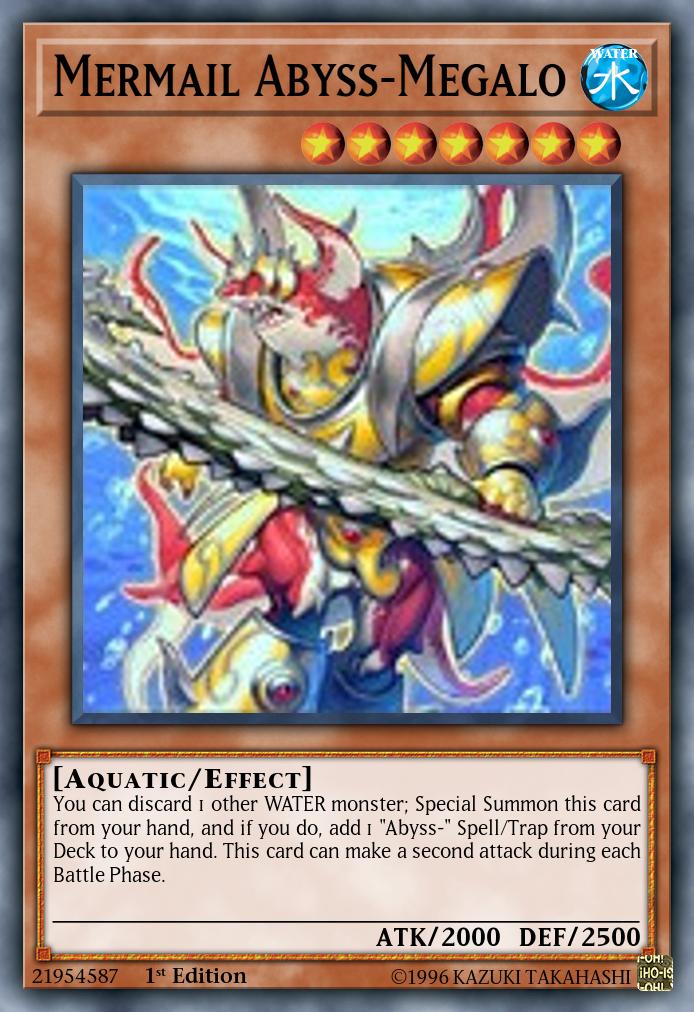 Mermail Abyss-Megalo
WATER
水
[Aquatic/Effect]
You can discard 1 other WATER monster; Special Summon this card
from your hand, and if you do, add 1 "Abyss-" Spell/Trap from your
Deck to your hand. This card can make a second attack during each
Battle Phase.
ATK/2000 DEF/2500
21954587 1st Edition ©1996 KAZUKI TAKAHASHI